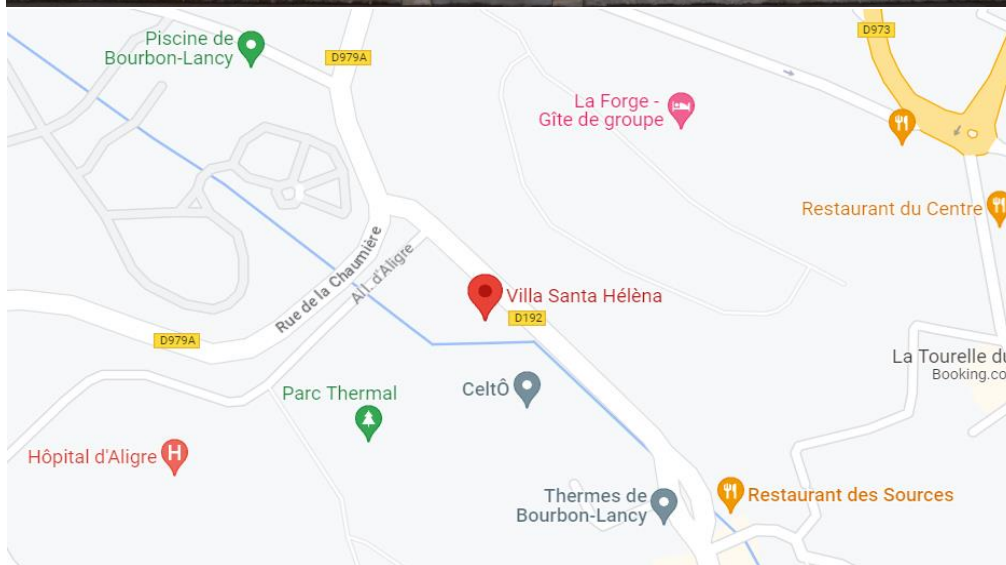 Piscine de
Bourbon-Lancy
D979A
D973
La Forge -
Gîte de groupe
Restaurant du Centre
Rue de la Chaumière
All. d'Aligre
Villa Santa Hélèna
D192
D979A
La Tourelle du
Booking.co
Parc Thermal
CeltÔ
Hôpital d'Aligre
H
Thermes de
Bourbon-Lancy
Restaurant des Sources